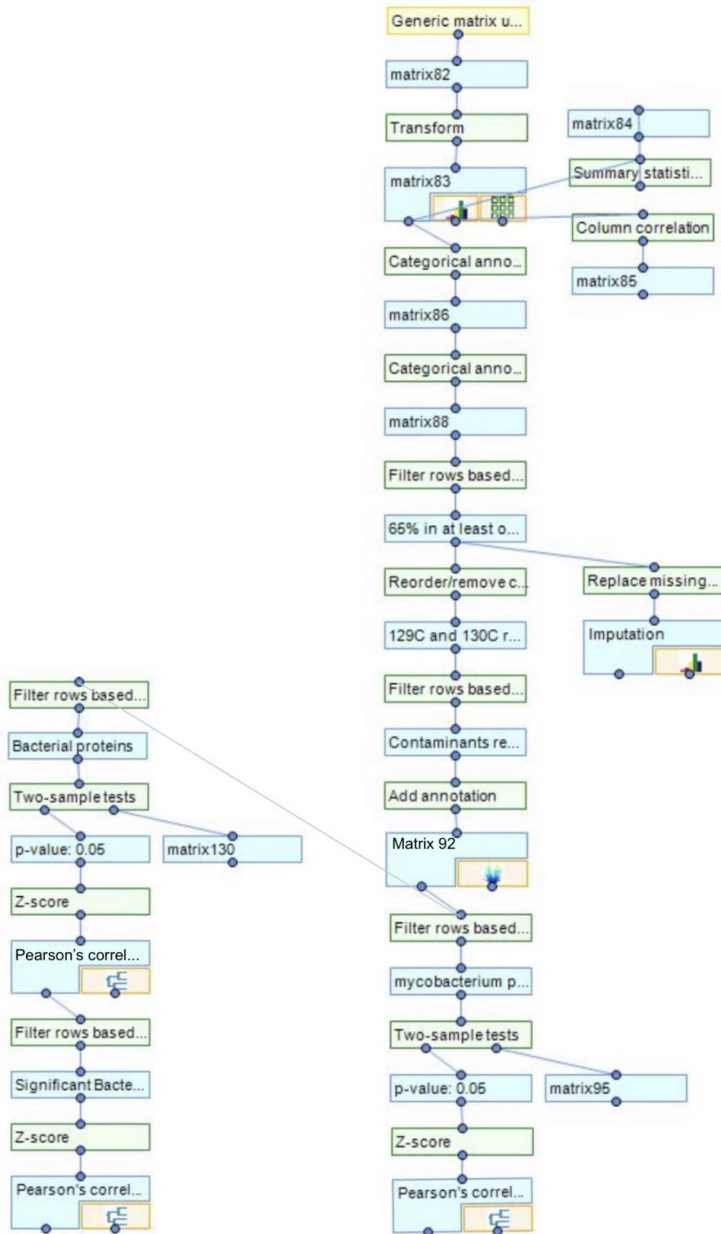 Generic matrix u...
matrix82
Transform
matrix83
matrix84
Summary statisti...
Column correlation
matrix85
Categorical anno...
matrix86
Categorical anno...
matrix88
Filter rows based...
65% in at least o...
Reorder/remove c...
129C and 130C r...
Filter rows based...
Contaminants re...
Add annotation
Matrix 92
Filter rows based...
mycobacterium p...
Two-sample tests
p-value: 0.05
matrix95
Z-score
Pearson's correl...
Replace missing...
Imputation
Filter rows based...
Bacterial proteins
Two-sample tests
p-value: 0.05
matrix130
Z-score
Pearson's correl...
Filter rows based...
Significant Bacte...
Z-score
Pearson's correl...